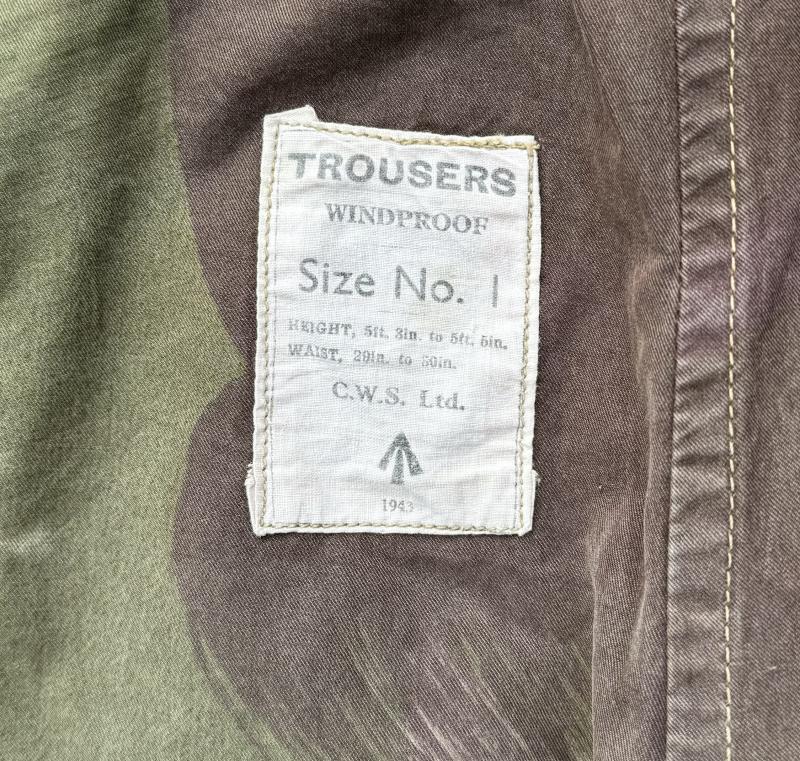 TROUSERS
WINDPROOF
Size No. 1
HEIGHT, 5ft. 3in. to 5ft. 5in.
WAIST, 29in. to 30in.
C.W.S. Ltd.
1943